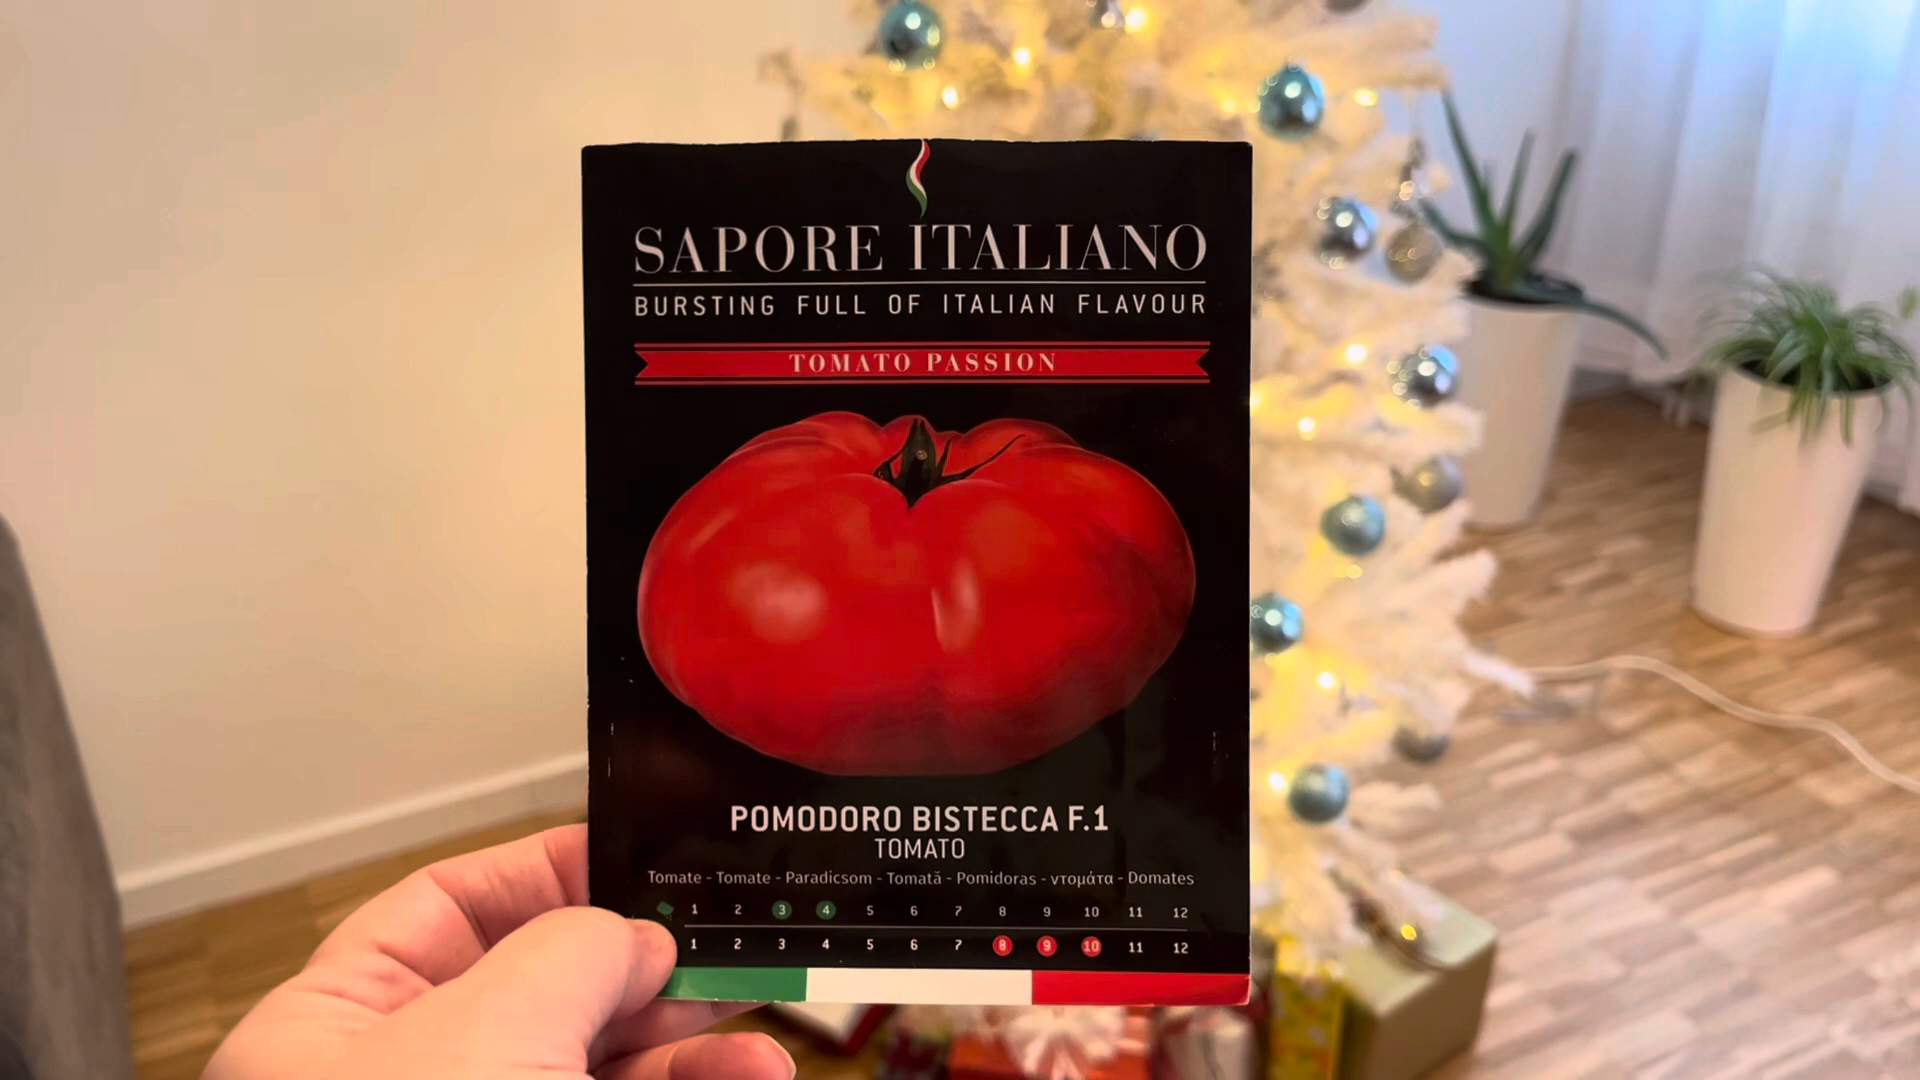 SAPORE ITALIANO
BURSTING FULL OF ITALIAN FLAVOUR
TOMATO PASSION
POMODORO BISTECCA F.1
TOMATO
Tomate - Tomate - Paradicsom - Tomată - Pomidoras - ντομάτα - Domates
1 2 3 4 5 6 7 8 9 10 11 12
1 2 3 4 5 6 7 8 9 10 11 12